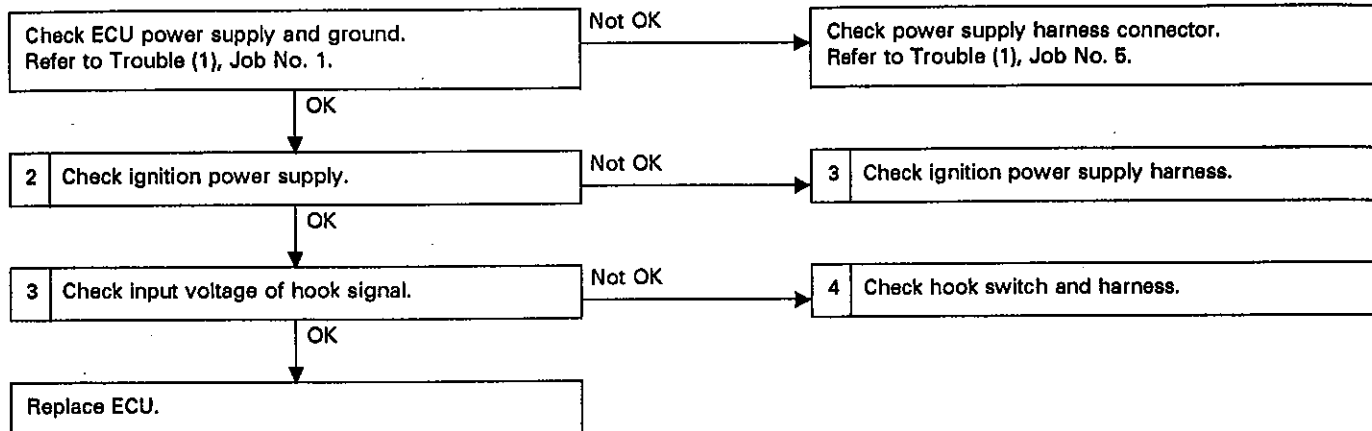 Check ECU power supply and ground.
Refer to Trouble (1), Job No. 1.
Not OK
Check power supply harness connector.
Refer to Trouble (1), Job No. 5.
OK
2 Check ignition power supply.
Not OK
3 Check ignition power supply harness.
OK
3 Check input voltage of hook signal.
Not OK
4 Check hook switch and harness.
OK
Replace ECU.